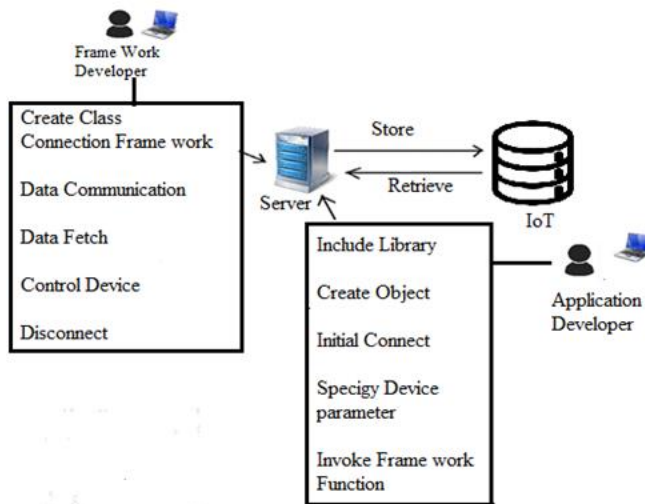 Frame Work
Developer
Create Class
Connection Frame work
Data Communication
Data Fetch
Control Device
Disconnect
Server
Store
Retrieve
IoT
Include Library
Create Object
Initial Connect
Specigy Device
parameter
Invoke Frame work
Function
Application
Developer